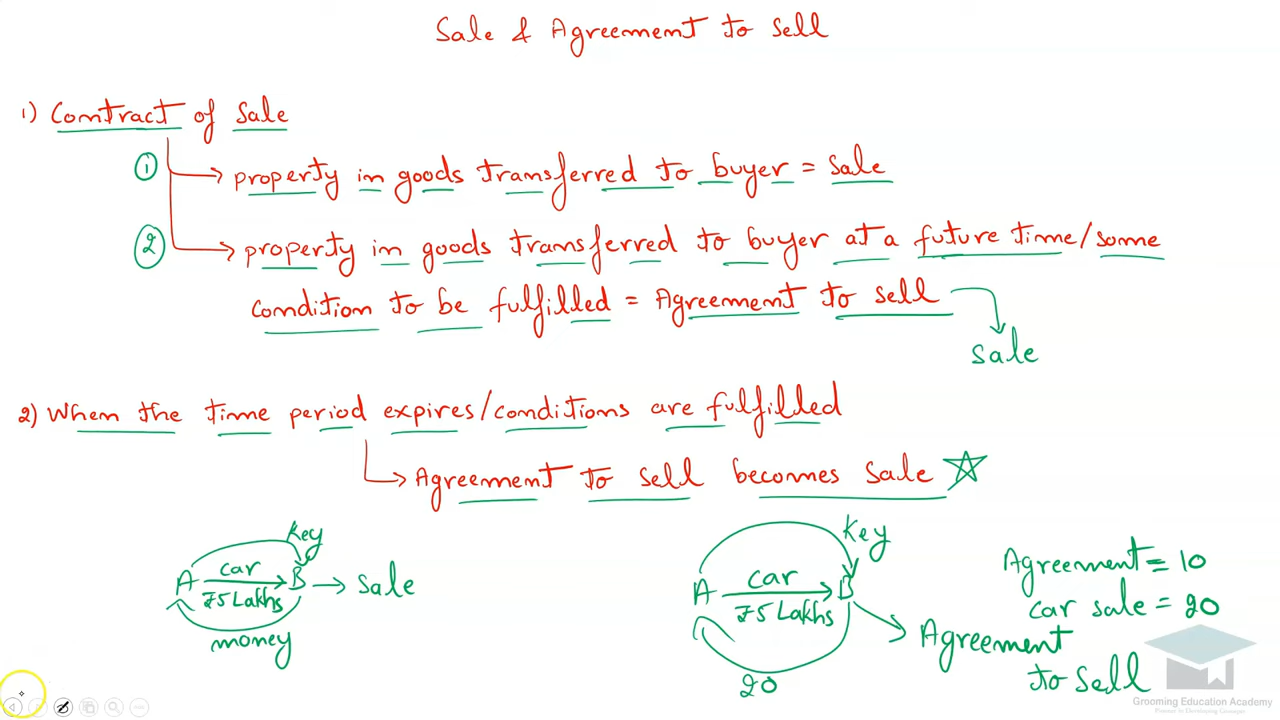 Sale & Agreement to sell
1) Contract of sale
1 property in goods transferred to buyer = sale
2 property in goods transferred to buyer at a future time/some
condition to be fulfilled = Agreement to sell
sale
2) When the time period expires/conditions are fulfilled
Agreement to sell becomes sale
key
A car B → sale
₹5 Lakhs
money
key
A car B
₹5 Lakhs
20
Agreement
to sell
Agreement = 10
car sale = 20
Grooming Education Academy